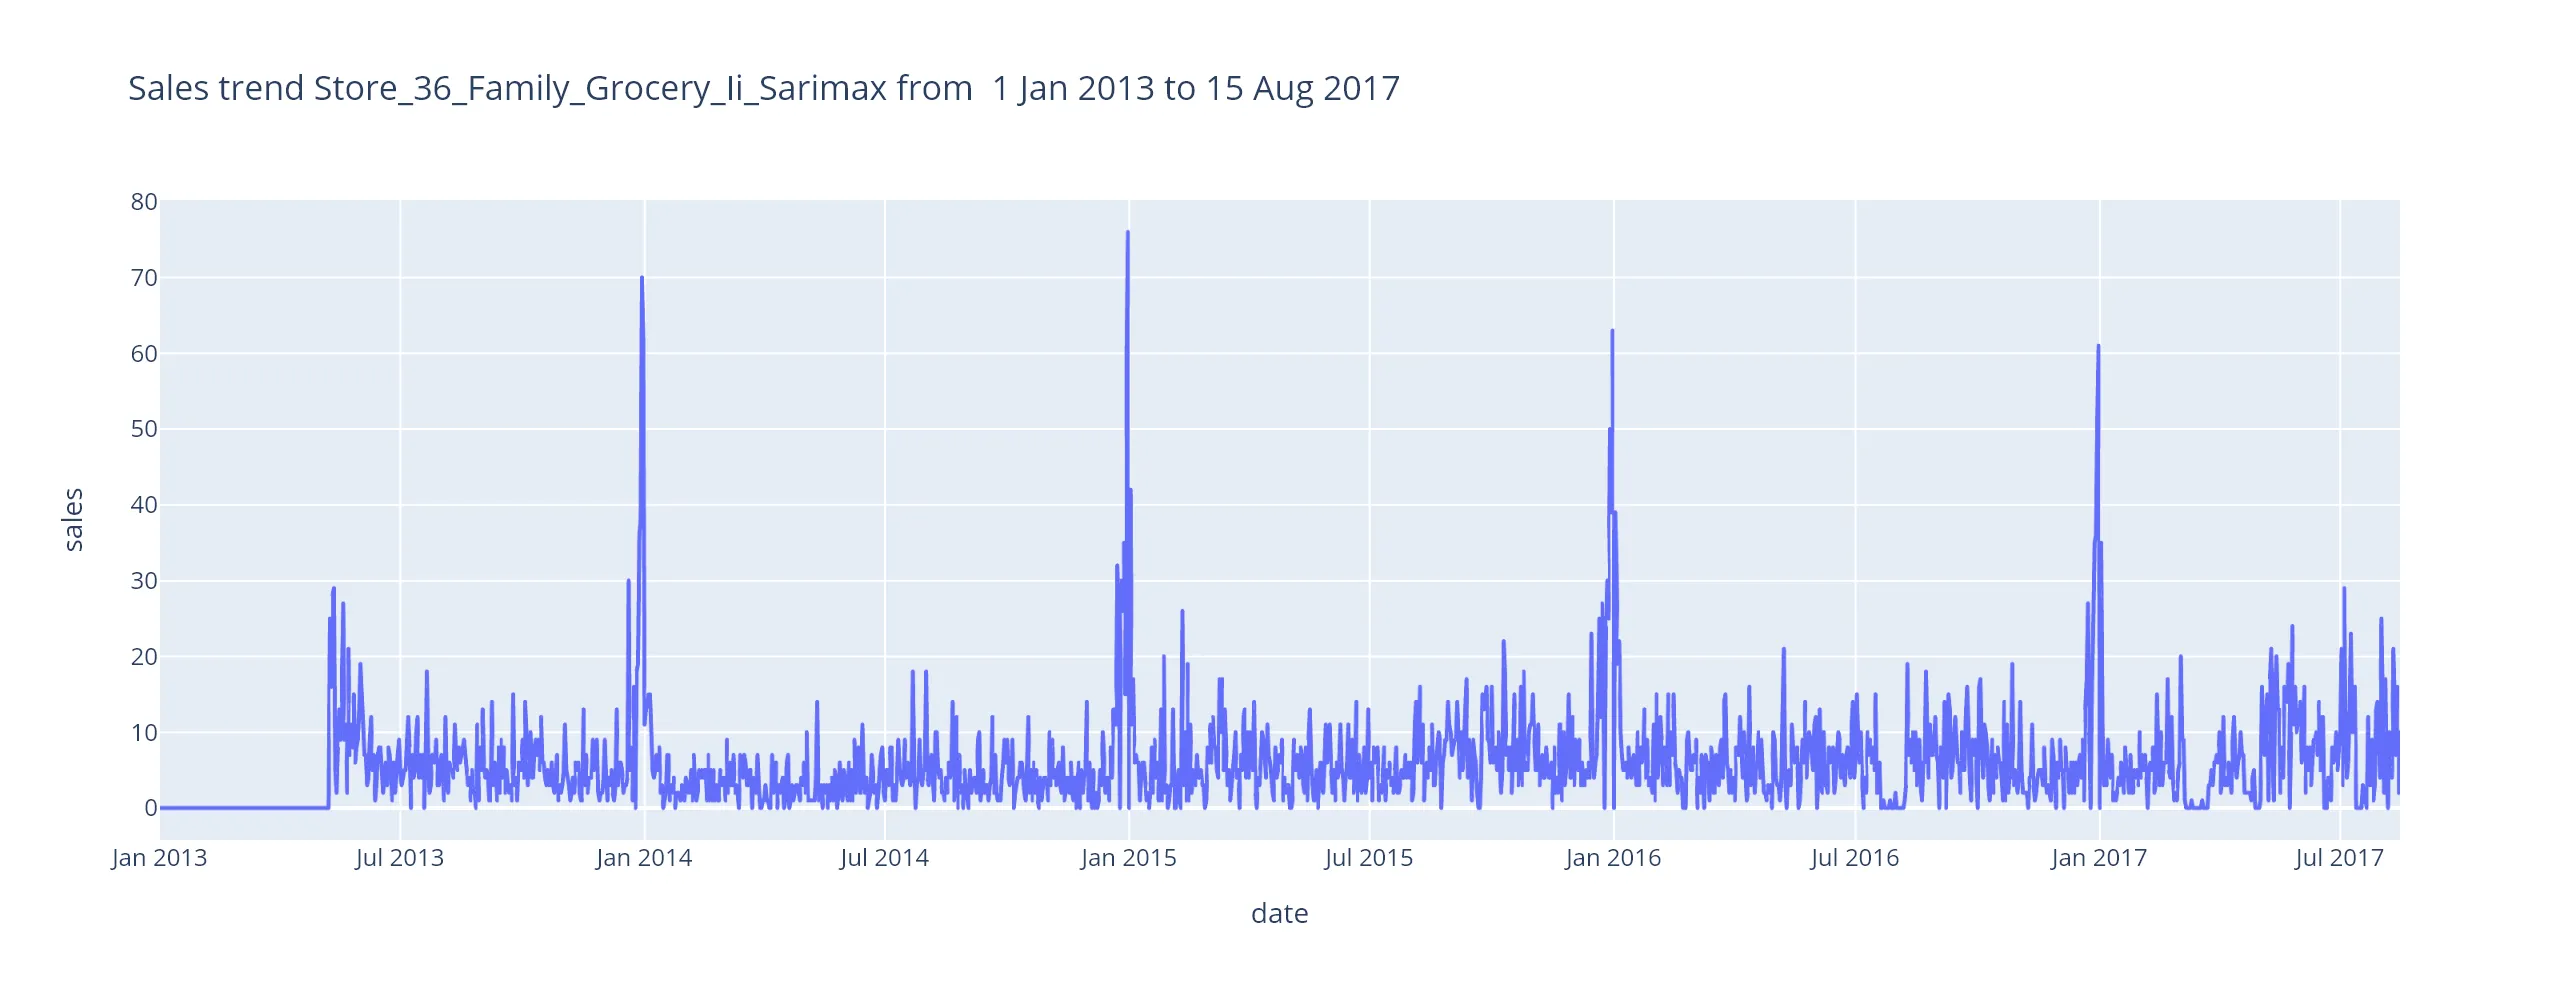 Sales trend Store_36_Family_Grocery_Ii_Sarimax from  1 Jan 2013 to 15 Aug 2017
80
70
60
50
40
30
20
10
0
sales
Jan 2013 Jul 2013 Jan 2014 Jul 2014 Jan 2015 Jul 2015 Jan 2016 Jul 2016 Jan 2017 Jul 2017
date